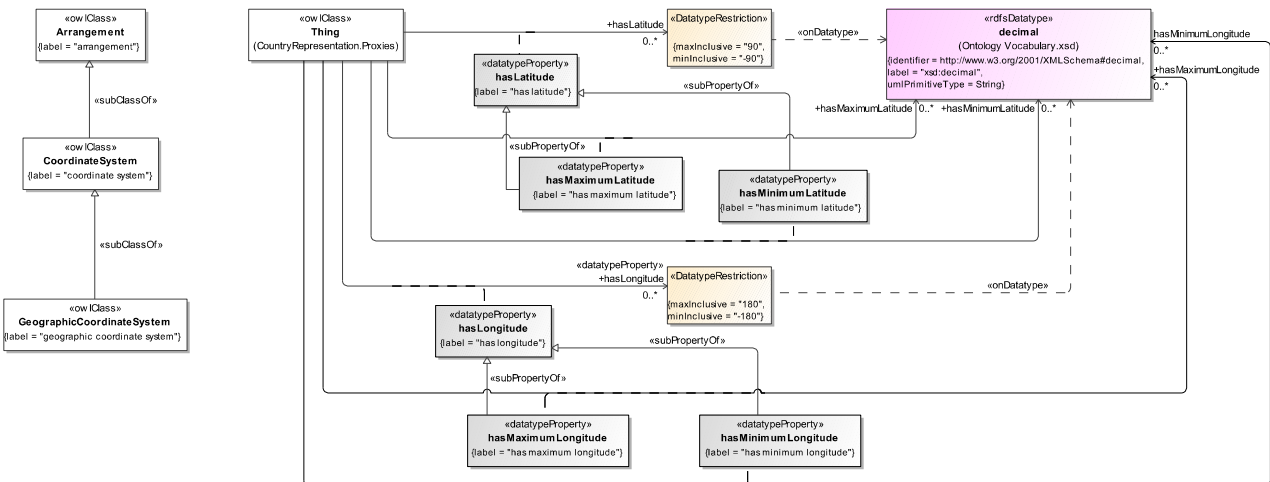 «owlClass»
Arrangement
{label = "arrangement"}
«subClassOf»
«owlClass»
CoordinateSystem
{label = "coordinate system"}
«subClassOf»
«owlClass»
GeographicCoordinateSystem
{label = "geographic coordinate system"}
«owlClass»
Thing
(CountryRepresentation.Proxies)
+hasLatitude
0..*
«DatatypeRestriction»
{maxInclusive = "90",
minInclusive = "-90"}
«onDatatype»
«rdfsDatatype»
decimal
(Ontology Vocabulary.xsd)
{identifier = http://www.w3.org/2001/XMLSchema#decimal,
label = "xsd:decimal",
umlPrimitiveType = String}
hasMinimumLongitude
0..*
+hasMaximumLongitude
0..*
«datatypeProperty»
hasLatitude
{label = "has latitude"}
«subPropertyOf»
+hasMaximumLatitude 0..*
+hasMinimumLatitude 0..*
«subPropertyOf»
«datatypeProperty»
hasMaximumLatitude
{label = "has maximum latitude"}
«datatypeProperty»
hasMinimumLatitude
{label = "has minimum latitude"}
«datatypeProperty»
+hasLongitude
0..*
«DatatypeRestriction»
{maxInclusive = "180",
minInclusive = "-180"}
«onDatatype»
«datatypeProperty»
hasLongitude
{label = "has longitude"}
«subPropertyOf»
«subPropertyOf»
«datatypeProperty»
hasMaximumLongitude
{label = "has maximum longitude"}
«datatypeProperty»
hasMinimumLongitude
{label = "has minimum longitude"}